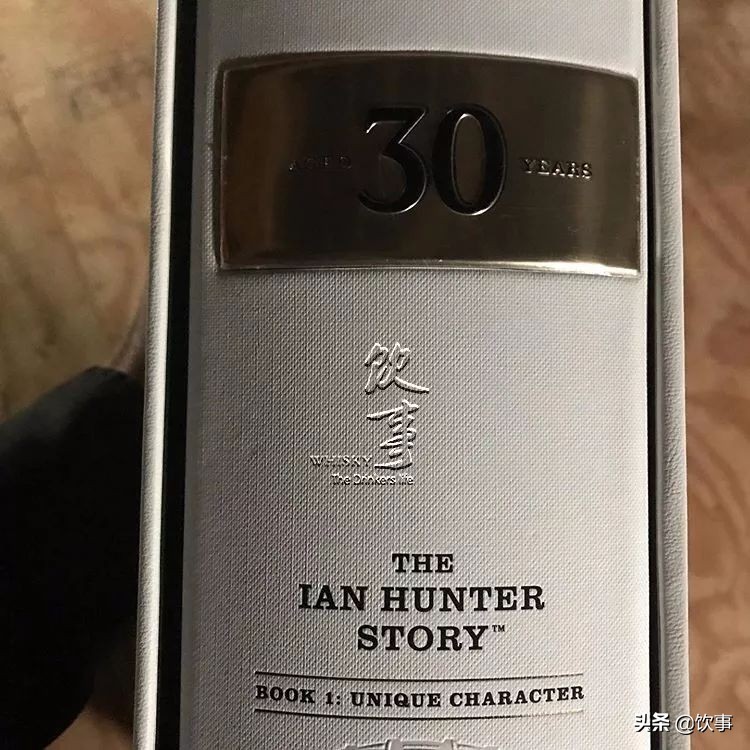 AGED 30 YEARS
饮
事
WHISKY
The Drinkers life
THE
IAN HUNTER
STORY™
BOOK 1: UNIQUE CHARACTER
头条 @饮事